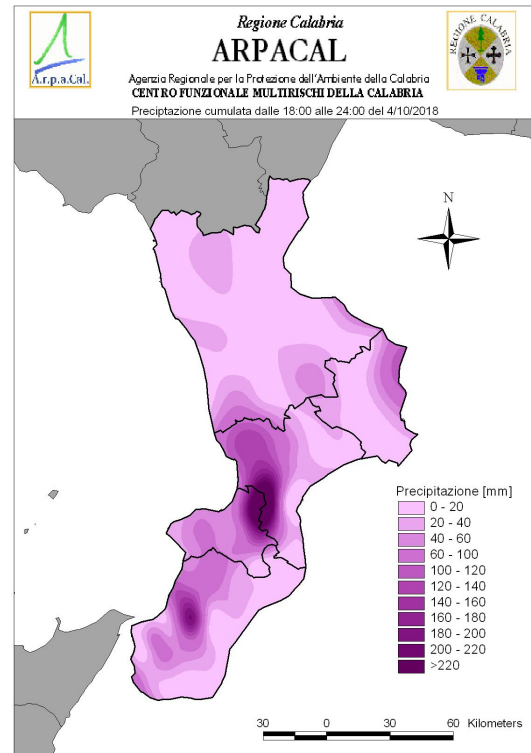 Regione Calabria
ARPACAL
Agenzia Regionale per la Protezione dell'Ambiente della Calabria
CENTRO FUNZIONALE MULTIRISCHI DELLA CALABRIA
Precipitazione cumulata dalle 18:00 alle 24:00 del 4/10/2018
A.r.p.a.Cal.
REGIONE CALABRIA
N
Precipitazione [mm]
0 - 20
20 - 40
40 - 60
60 - 100
100 - 120
120 - 140
140 - 160
160 - 180
180 - 200
200 - 220
>220
30 0 30 60 Kilometers